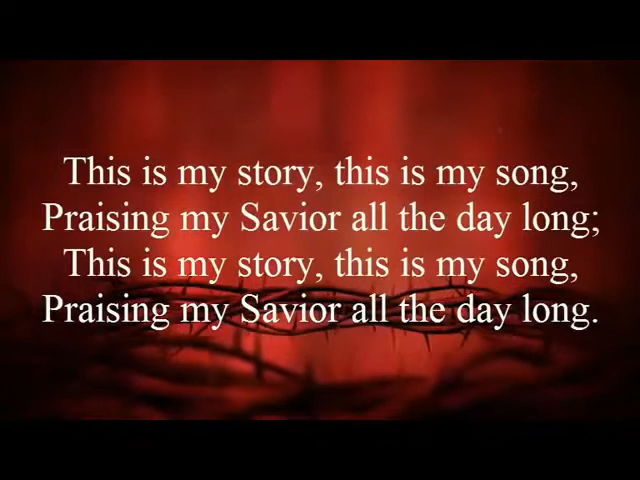 This is my story, this is my song,
Praising my Savior all the day long;
This is my story, this is my song,
Praising my Savior all the day long.